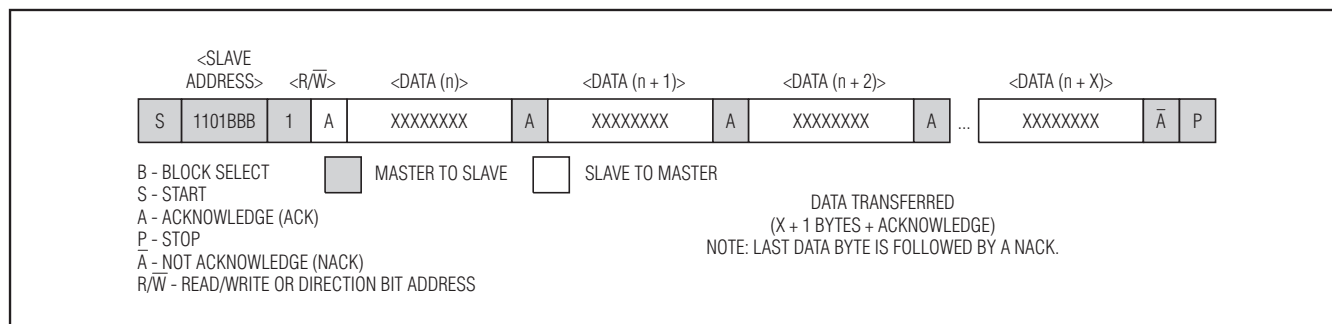 <SLAVE
ADDRESS> <R/W̅> <DATA (n)> <DATA (n + 1)> <DATA (n + 2)> <DATA (n + X)>
S 1101BBB 1 A XXXXXXXX A XXXXXXXX A XXXXXXXX A ... XXXXXXXX A̅ P
B - BLOCK SELECT MASTER TO SLAVE SLAVE TO MASTER
S - START
A - ACKNOWLEDGE (ACK)
P - STOP
A̅ - NOT ACKNOWLEDGE (NACK)
R/W̅ - READ/WRITE OR DIRECTION BIT ADDRESS
DATA TRANSFERRED
(X + 1 BYTES + ACKNOWLEDGE)
NOTE: LAST DATA BYTE IS FOLLOWED BY A NACK.